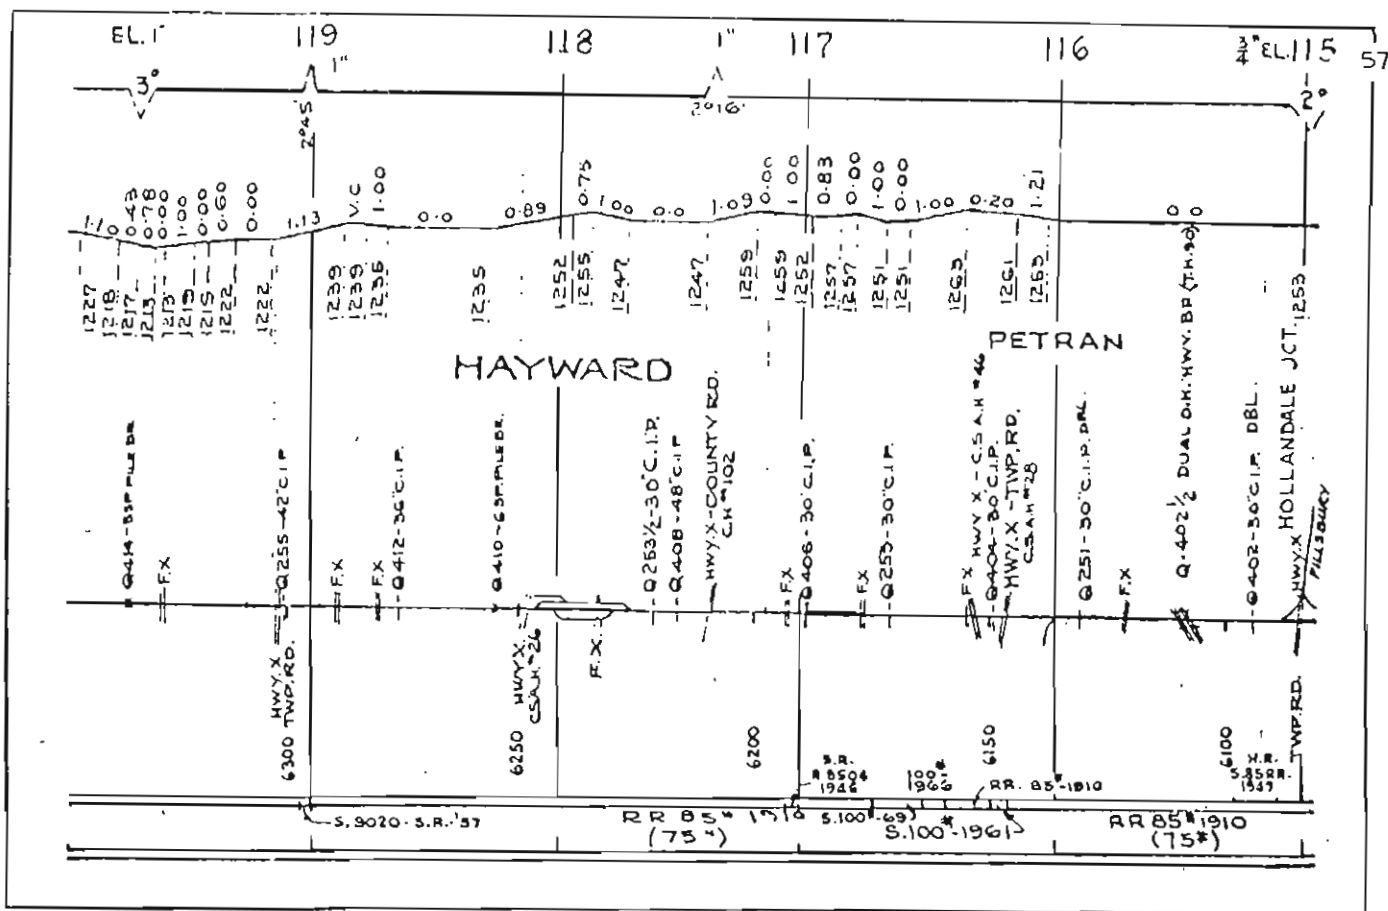 EL. 1" 119 1" 118 1" 117 116 3/4" EL. 115 57
3° 2°45' 2°16' 2°
1.1 0 0.43 0.78 0.00 1.00 0.00 0.60 0.00 1.13 V.C 1.00 0.0 0.89 0.75 1.00 0.0 1.09 0.00 1.00 0.83 0.00 1.00 0.00 1.00 0.20 1.21 0 0
1227 1218 1217 1213 1213 1219 1215 1222 1222 1239 1239 1236 1235 1252 1255 1247 1247 1259 1259 1252 1257 1257 1251 1251 1263 1261 1263 1253
HAYWARD
PETRAN
HOLLANDALE JCT.
Q414-8SP PILE BR
F.X
Q255-42"C.I.P
F.X
F.X
Q412-36"C.I.P.
Q410-6SP.PILE BR.
Q253½-30"C.I.P.
Q408-48"C.I.P
HWY.X-COUNTY RD.
C.H #102
F.X
Q406-30"C.I.P.
F.X
Q253-30"C.I.P.
F.X
HWY X-C.S.A.H #46
Q404-30"C.I.P.
HWY.X-TWP.RD.
C.S.A.H #28
Q251-30"C.I.P. DBL.
F.X
Q.402½ DUAL O.H. HWY. BR (T.H.90)
Q-402-30"C.I.P. DBL.
HWY.X
PILLSBURY
HWY.X
TWP.RD.
HWY.X
C.S.A.H. #26
F.X.
TWP.RD.
6300 6250 6200 6150 6100
S.R.
R 8504
1946
100#
1966
RR. 85#-1910
H.R.
S.85RR.
1947
S.9020-S.R.'57
RR 85# 1910
(75#)
S.100#-69
S.100#-1961
RR 85# 1910
(75#)